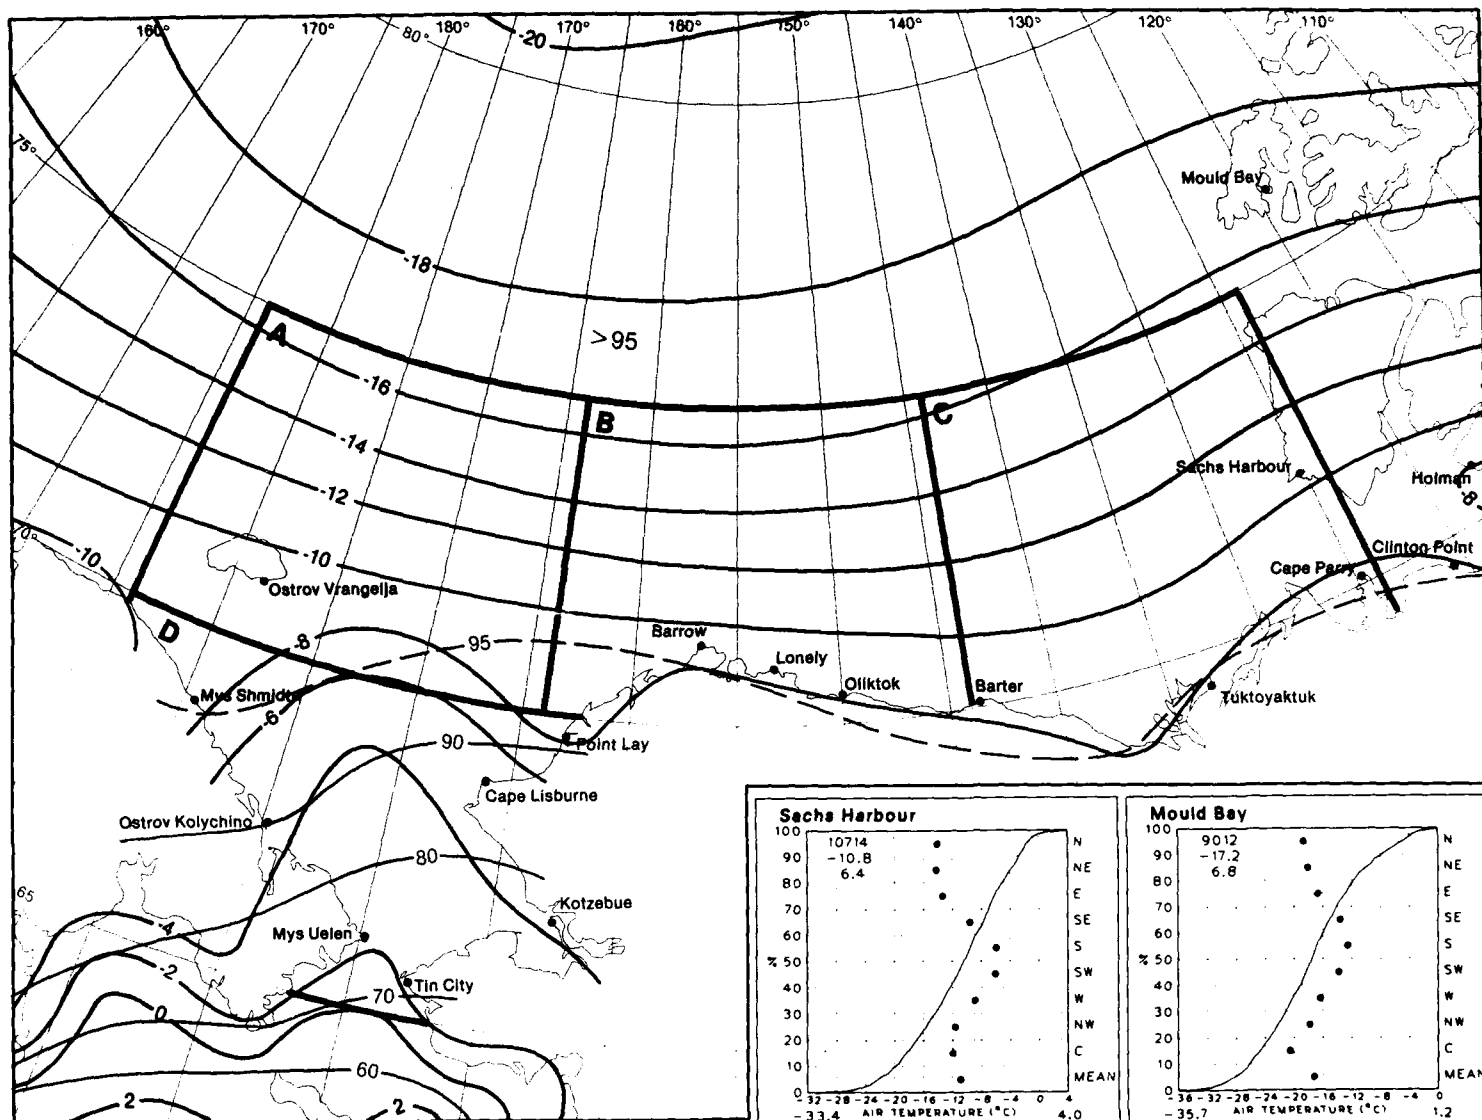 160° 170° 180° 170° 160° 150° 140° 130° 120° 110°
-20
80°
75°
Mould Bay
-18
A
>95
-16
B
C
-14
Sachs Harbour
-12
Holman
-8
-10
70°
-10
Ostrov Vrangelja
Clinton Point
Cape Parry
D
-8
95
Barrow
Lonely
Mys Shmidta
Oliktok
Barter
Tuktoyaktuk
-6
90
Point Lay
Cape Lisburne
Ostrov Kolychino
80
65
Kotzebue
-4
Mys Uelen
-2
Tin City
70
0
60
2
2
Sachs Harbour
10714
-10.8
6.4
100
90
80
70
60
50
40
30
20
10
0
%
N
NE
E
SE
S
SW
W
NW
C
MEAN
-32 -28 -24 -20 -16 -12 -8 -4 0 4
-33.4 AIR TEMPERATURE (°C) 4.0
Mould Bay
9012
-17.2
6.8
100
90
80
70
60
50
40
30
20
10
0
%
N
NE
E
SE
S
SW
W
NW
C
MEAN
-36 -32 -28 -24 -20 -16 -12 -8 -4 0
-35.7 AIR TEMPERATURE (°C) 1.2